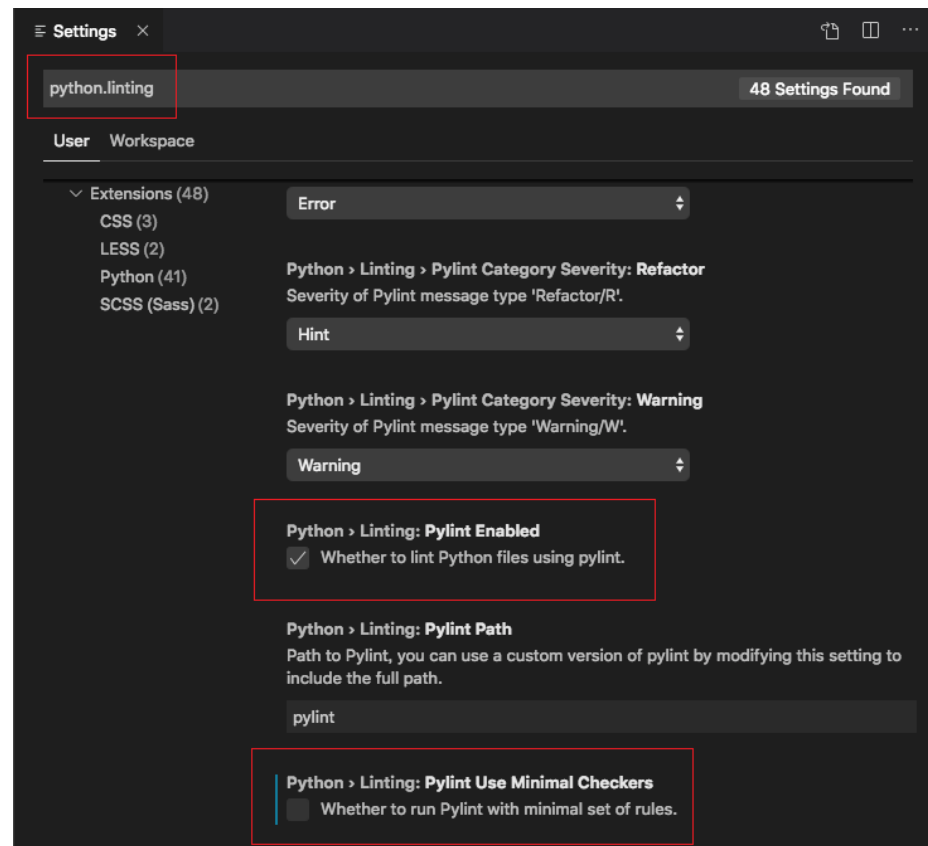 Settings
python.linting
48 Settings Found
User Workspace
Extensions (48)
CSS (3)
LESS (2)
Python (41)
SCSS (Sass) (2)
Error
Python › Linting › Pylint Category Severity: Refactor
Severity of Pylint message type 'Refactor/R'.
Hint
Python › Linting › Pylint Category Severity: Warning
Severity of Pylint message type 'Warning/W'.
Warning
Python › Linting: Pylint Enabled
Whether to lint Python files using pylint.
Python › Linting: Pylint Path
Path to Pylint, you can use a custom version of pylint by modifying this setting to
include the full path.
pylint
Python › Linting: Pylint Use Minimal Checkers
Whether to run Pylint with minimal set of rules.